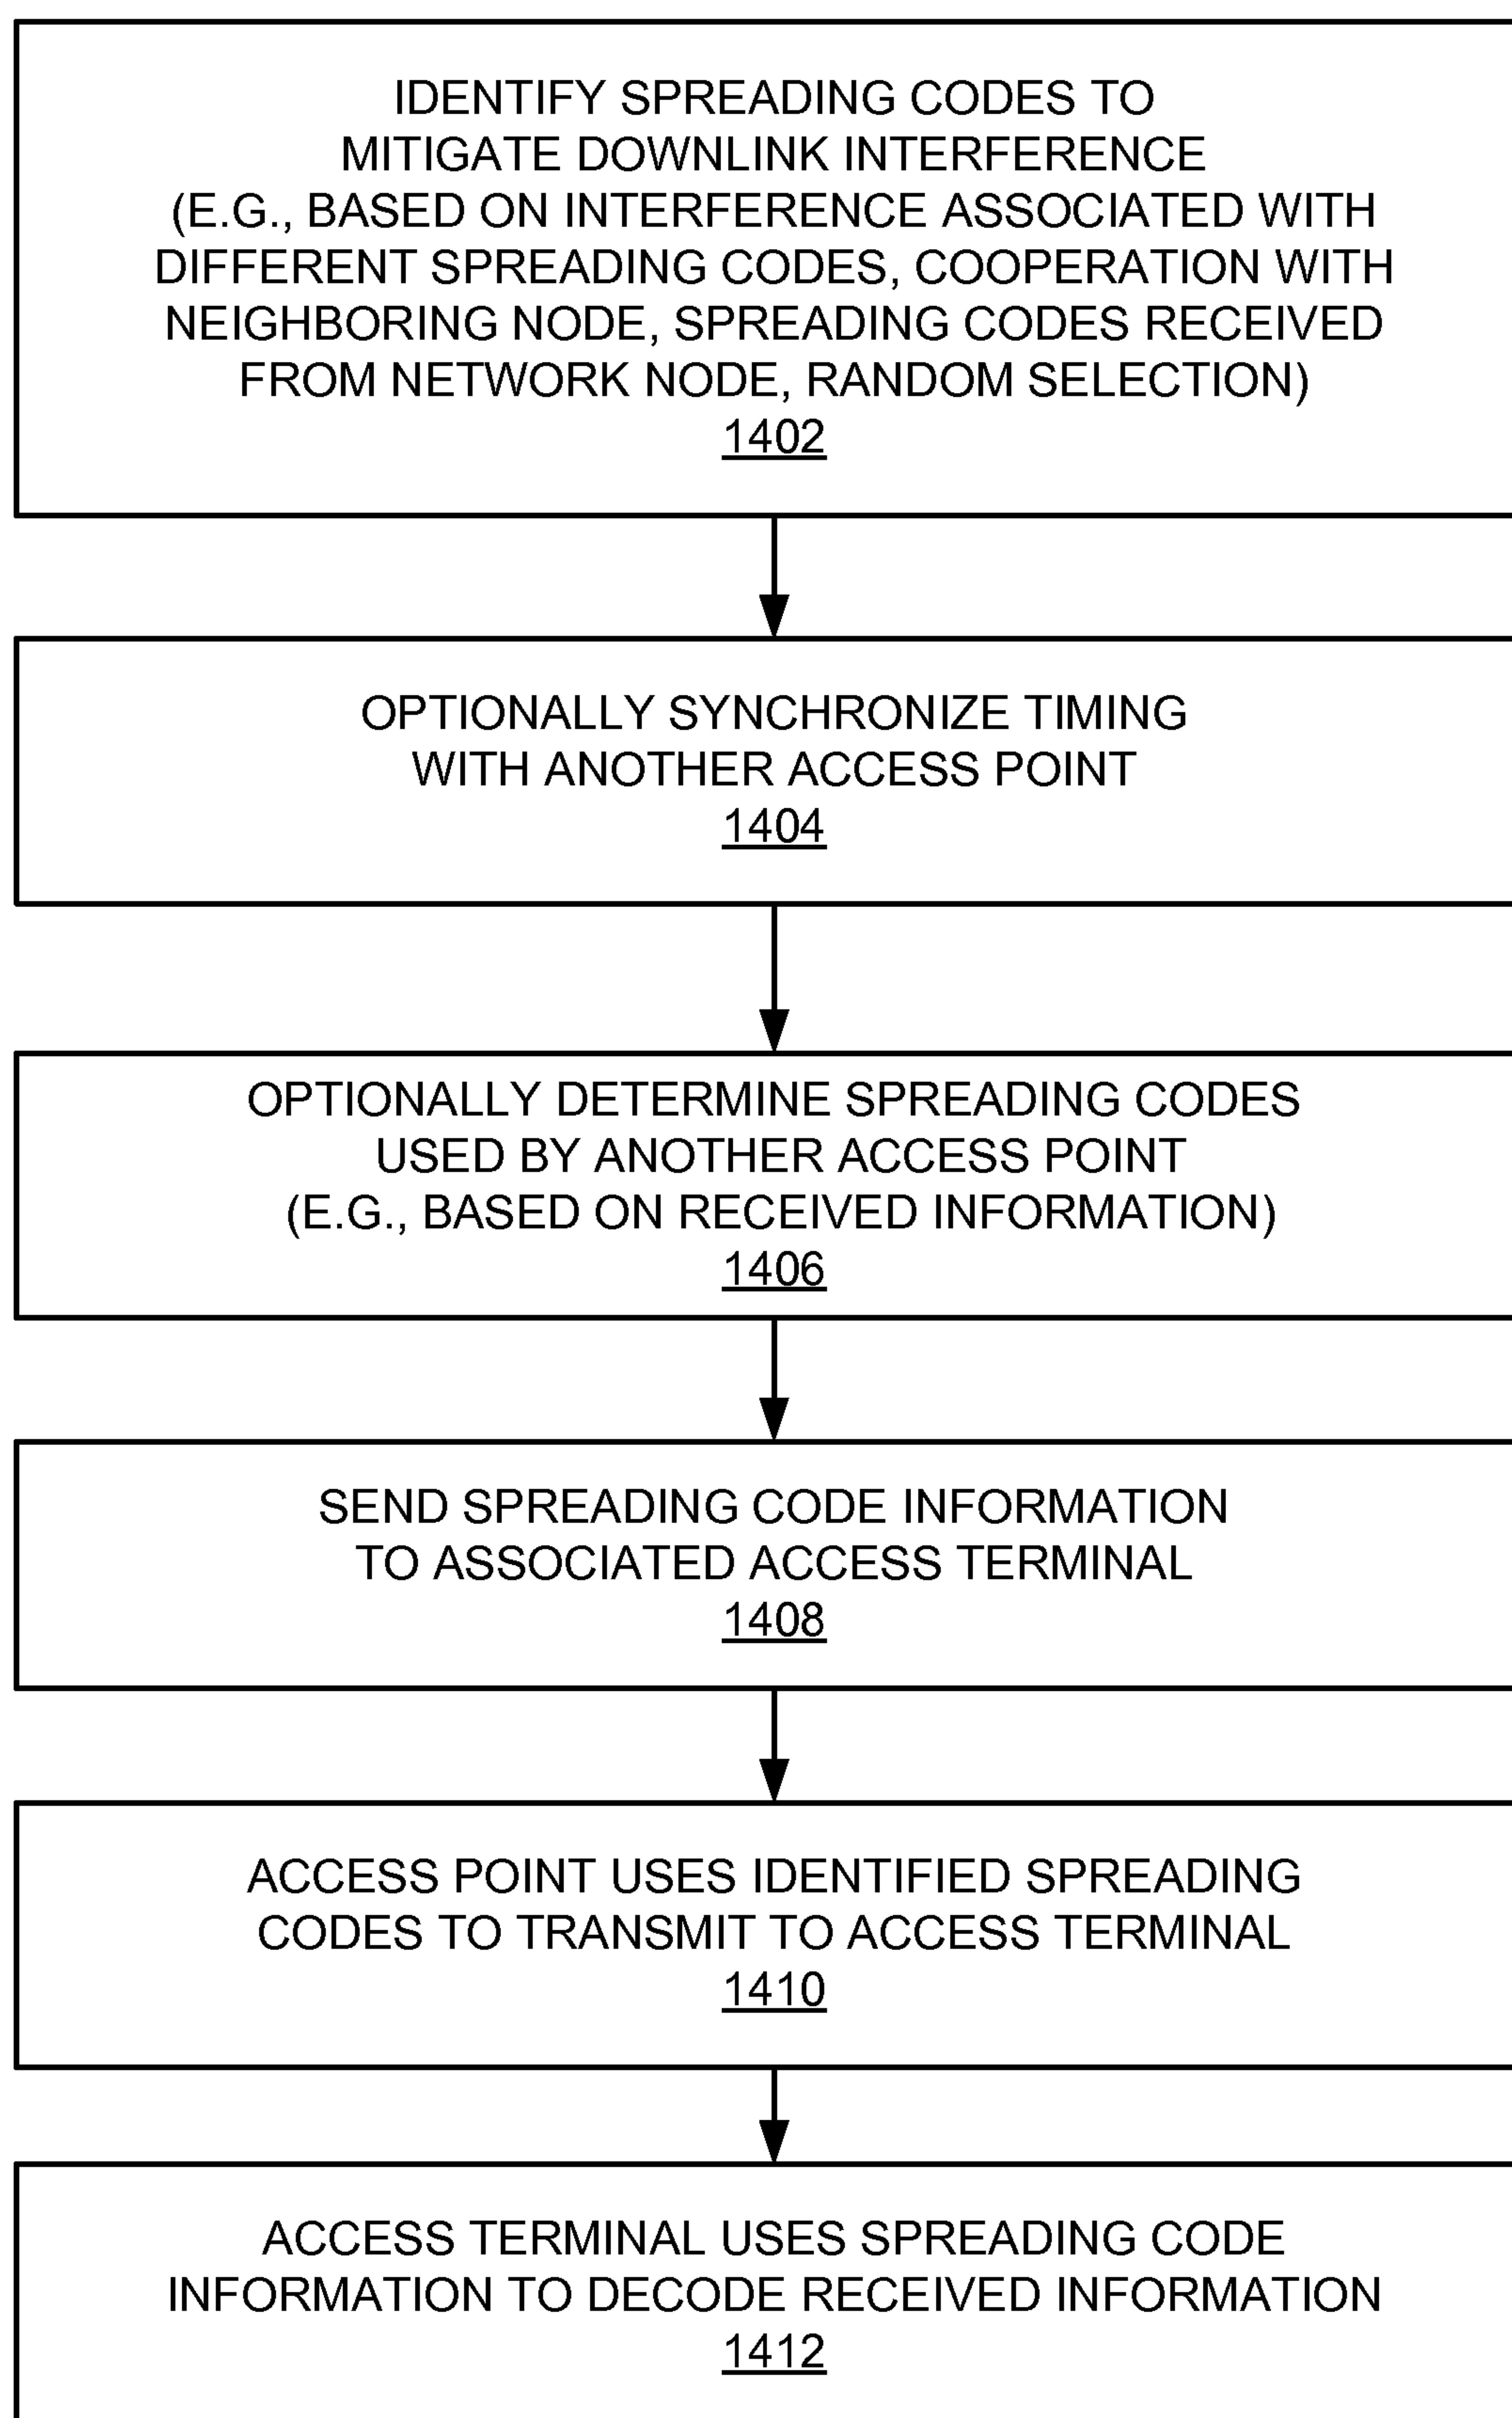 IDENTIFY SPREADING CODES TO
MITIGATE DOWNLINK INTERFERENCE
(E.G., BASED ON INTERFERENCE ASSOCIATED WITH
DIFFERENT SPREADING CODES, COOPERATION WITH
NEIGHBORING NODE, SPREADING CODES RECEIVED
FROM NETWORK NODE, RANDOM SELECTION)
1402
OPTIONALLY SYNCHRONIZE TIMING
WITH ANOTHER ACCESS POINT
1404
OPTIONALLY DETERMINE SPREADING CODES
USED BY ANOTHER ACCESS POINT
(E.G., BASED ON RECEIVED INFORMATION)
1406
SEND SPREADING CODE INFORMATION
TO ASSOCIATED ACCESS TERMINAL
1408
ACCESS POINT USES IDENTIFIED SPREADING
CODES TO TRANSMIT TO ACCESS TERMINAL
1410
ACCESS TERMINAL USES SPREADING CODE
INFORMATION TO DECODE RECEIVED INFORMATION
1412